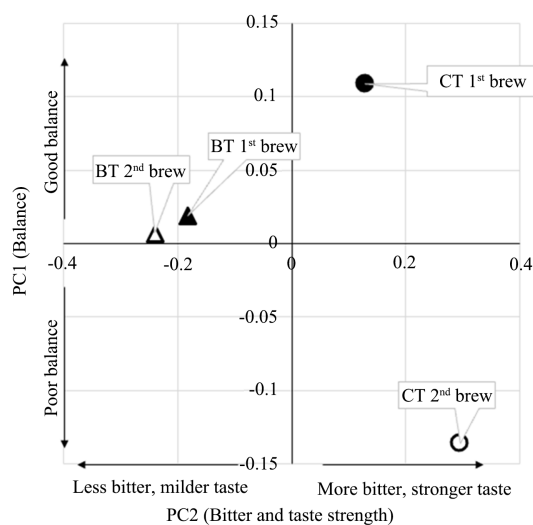 0.15
CT 1st brew
0.1
Good balance
BT 1st brew
BT 2nd brew
0.05
PC1 (Balance)
0
-0.4
-0.2
0
0.2
0.4
-0.05
Poor balance
-0.1
CT 2nd brew
-0.15
Less bitter, milder taste
More bitter, stronger taste
PC2 (Bitter and taste strength)